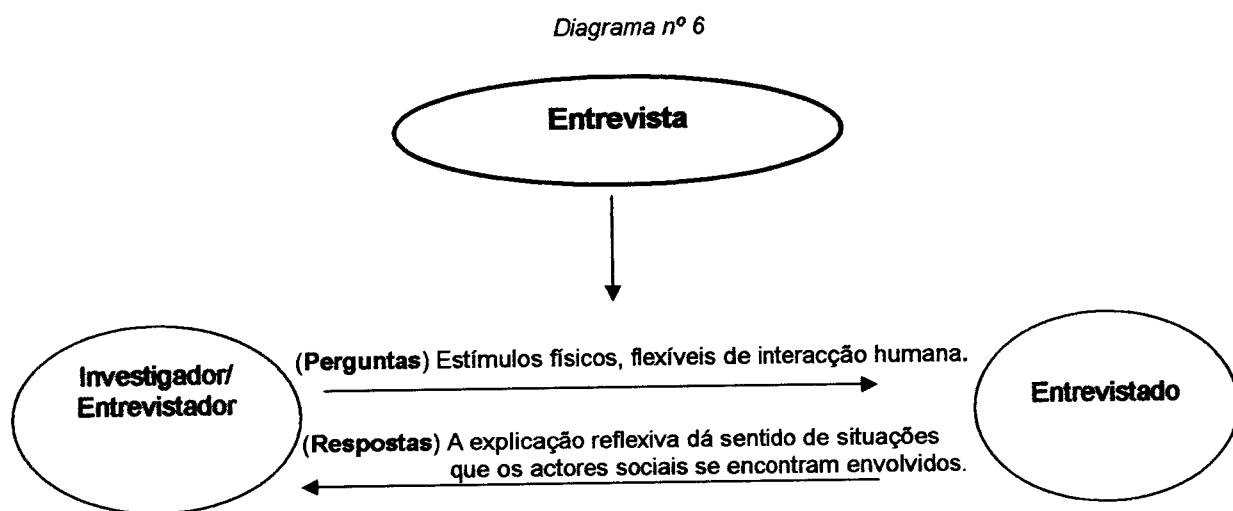 Diagrama nº 6
Entrevista
Investigador/
Entrevistador
(Perguntas) Estímulos físicos, flexíveis de interacção humana.
(Respostas) A explicação reflexiva dá sentido de situações
que os actores sociais se encontram envolvidos.
Entrevistado